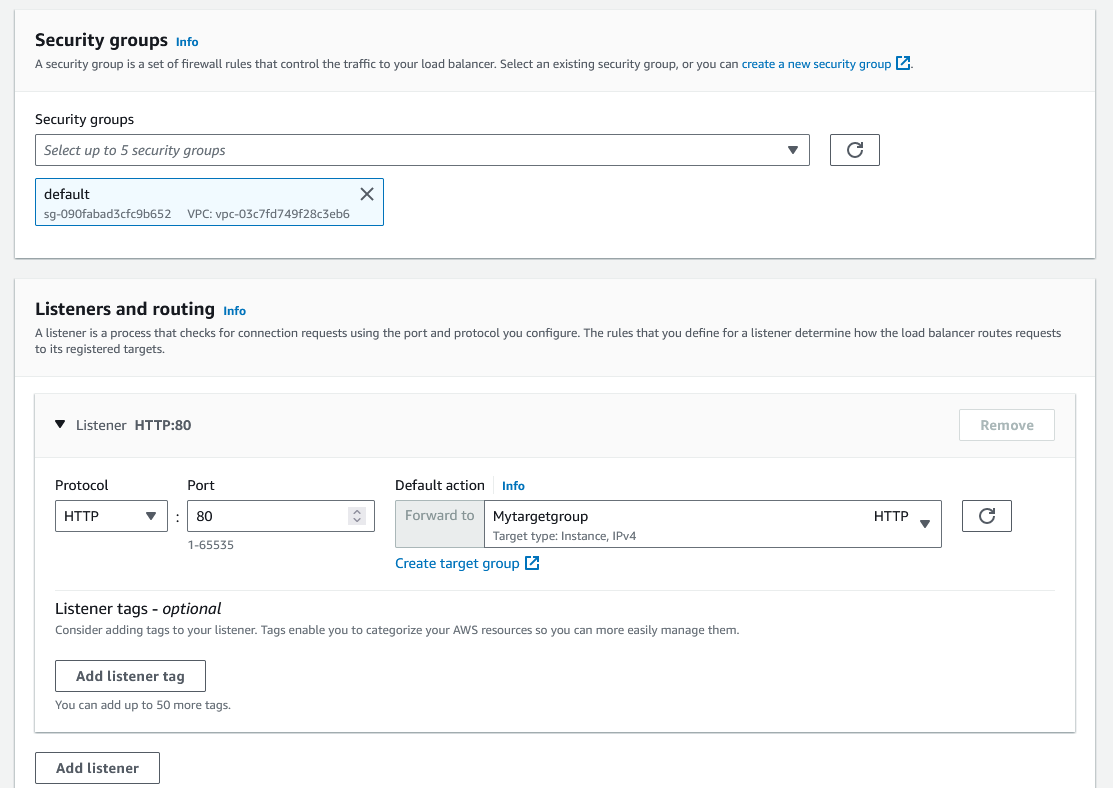 Security groups Info
A security group is a set of firewall rules that control the traffic to your load balancer. Select an existing security group, or you can create a new security group .
Security groups
Select up to 5 security groups
default
sg-090fabad3cfc9b652 VPC: vpc-03c7fd749f28c3eb6
Listeners and routing Info
A listener is a process that checks for connection requests using the port and protocol you configure. The rules that you define for a listener determine how the load balancer routes requests
to its registered targets.
Listener HTTP:80 Remove
Protocol Port Default action Info
HTTP : 80 Forward to Mytargetgroup HTTP
Target type: Instance, IPv4
1-65535
Create target group
Listener tags - optional
Consider adding tags to your listener. Tags enable you to categorize your AWS resources so you can more easily manage them.
Add listener tag
You can add up to 50 more tags.
Add listener